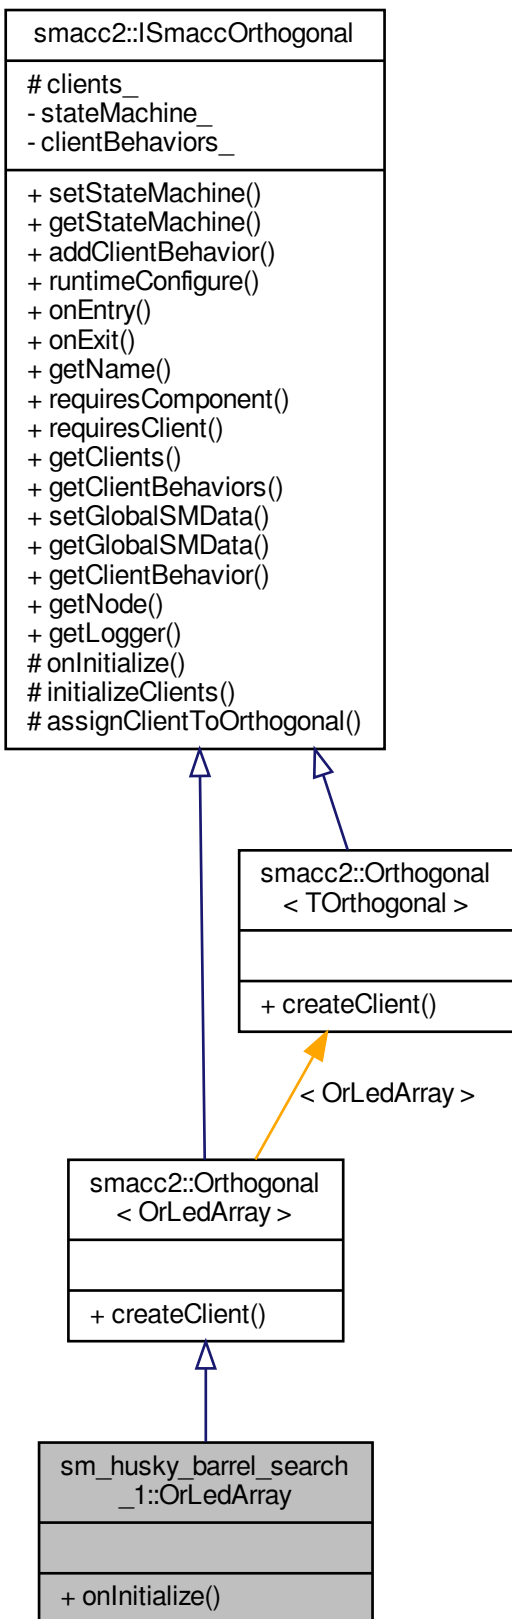 smacc2::ISmaccOrthogonal
# clients_
- stateMachine_
- clientBehaviors_
+ setStateMachine()
+ getStateMachine()
+ addClientBehavior()
+ runtimeConfigure()
+ onEntry()
+ onExit()
+ getName()
+ requiresComponent()
+ requiresClient()
+ getClients()
+ getClientBehaviors()
+ setGlobalSMData()
+ getGlobalSMData()
+ getClientBehavior()
+ getNode()
+ getLogger()
# onInitialize()
# initializeClients()
# assignClientToOrthogonal()
smacc2::Orthogonal
< TOrthogonal >
+ createClient()
< OrLedArray >
smacc2::Orthogonal
< OrLedArray >
+ createClient()
sm_husky_barrel_search
_1::OrLedArray
+ onInitialize()